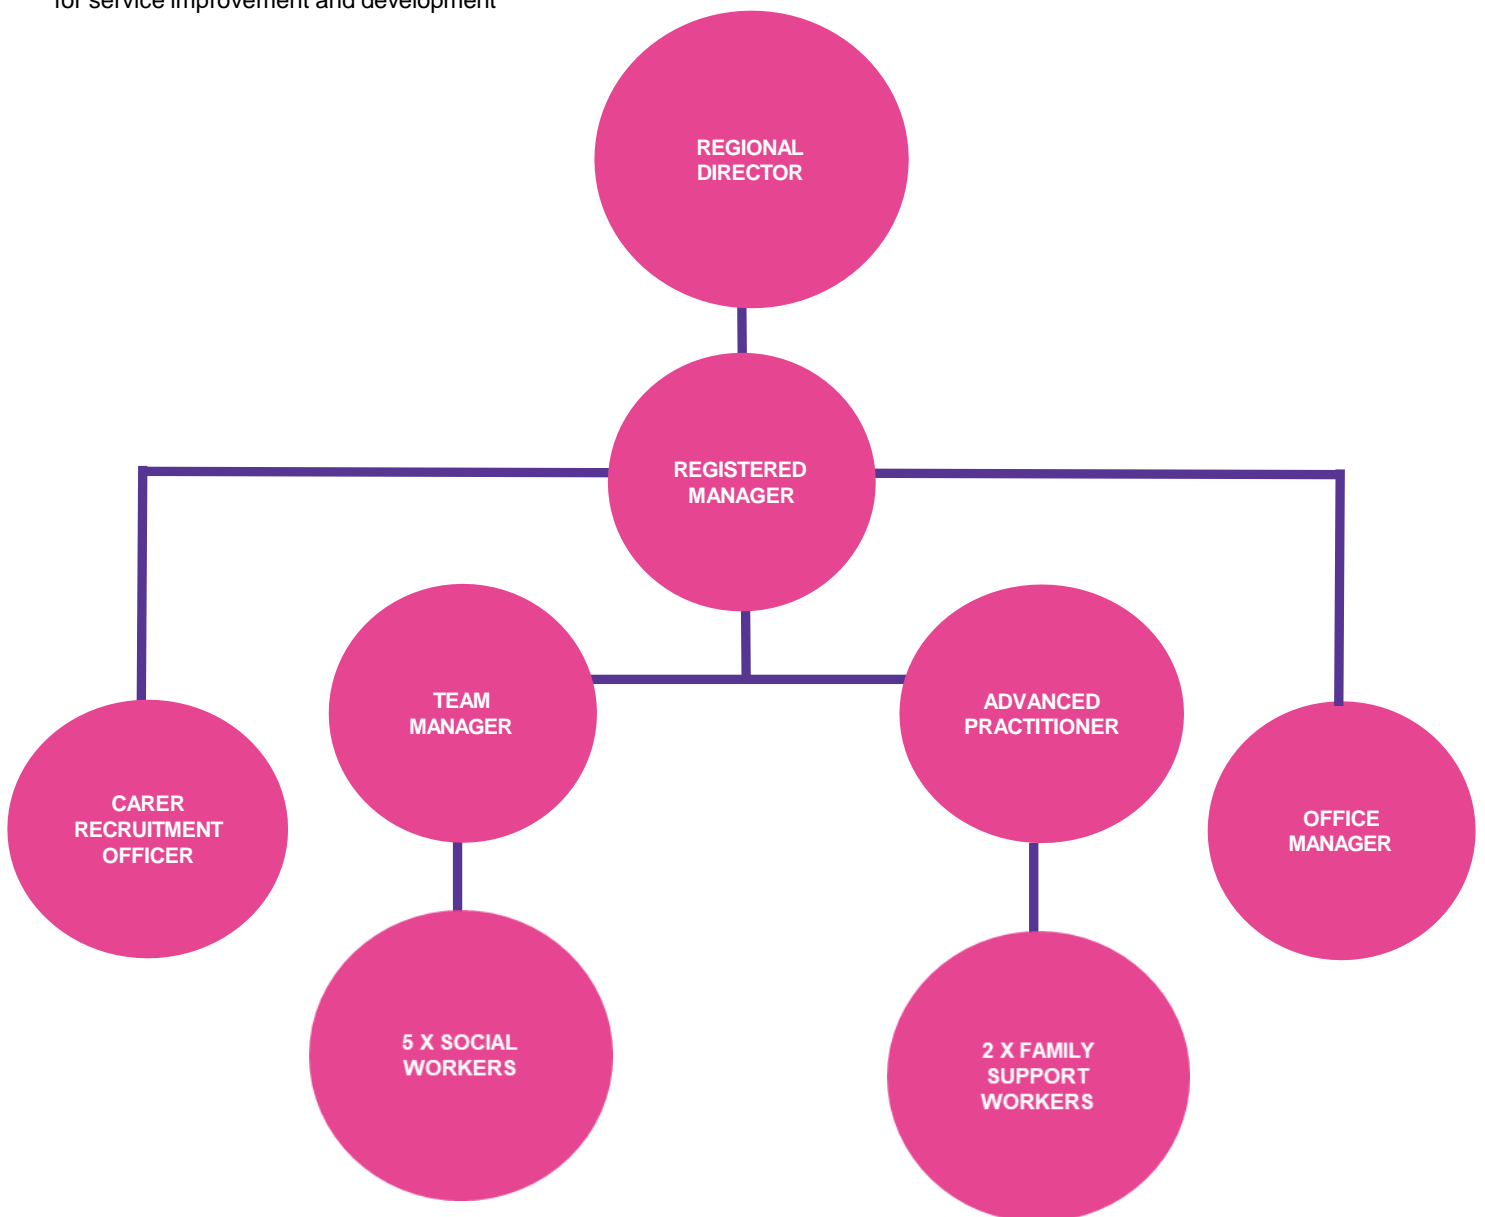 for service improvement and development
REGIONAL
DIRECTOR
REGISTERED
MANAGER
TEAM
MANAGER
ADVANCED
PRACTITIONER
CARER
RECRUITMENT
OFFICER
OFFICE
MANAGER
5 X SOCIAL
WORKERS
2 X FAMILY
SUPPORT
WORKERS